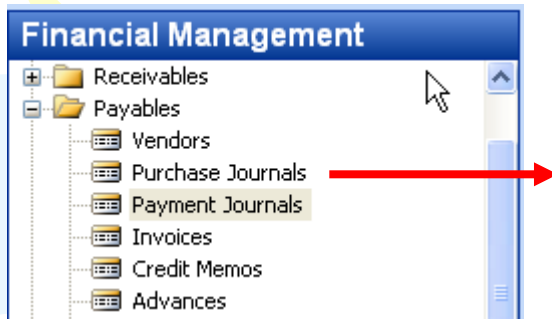 Financial Management
Receivables
Payables
Vendors
Purchase Journals
Payment Journals
Invoices
Credit Memos
Advances